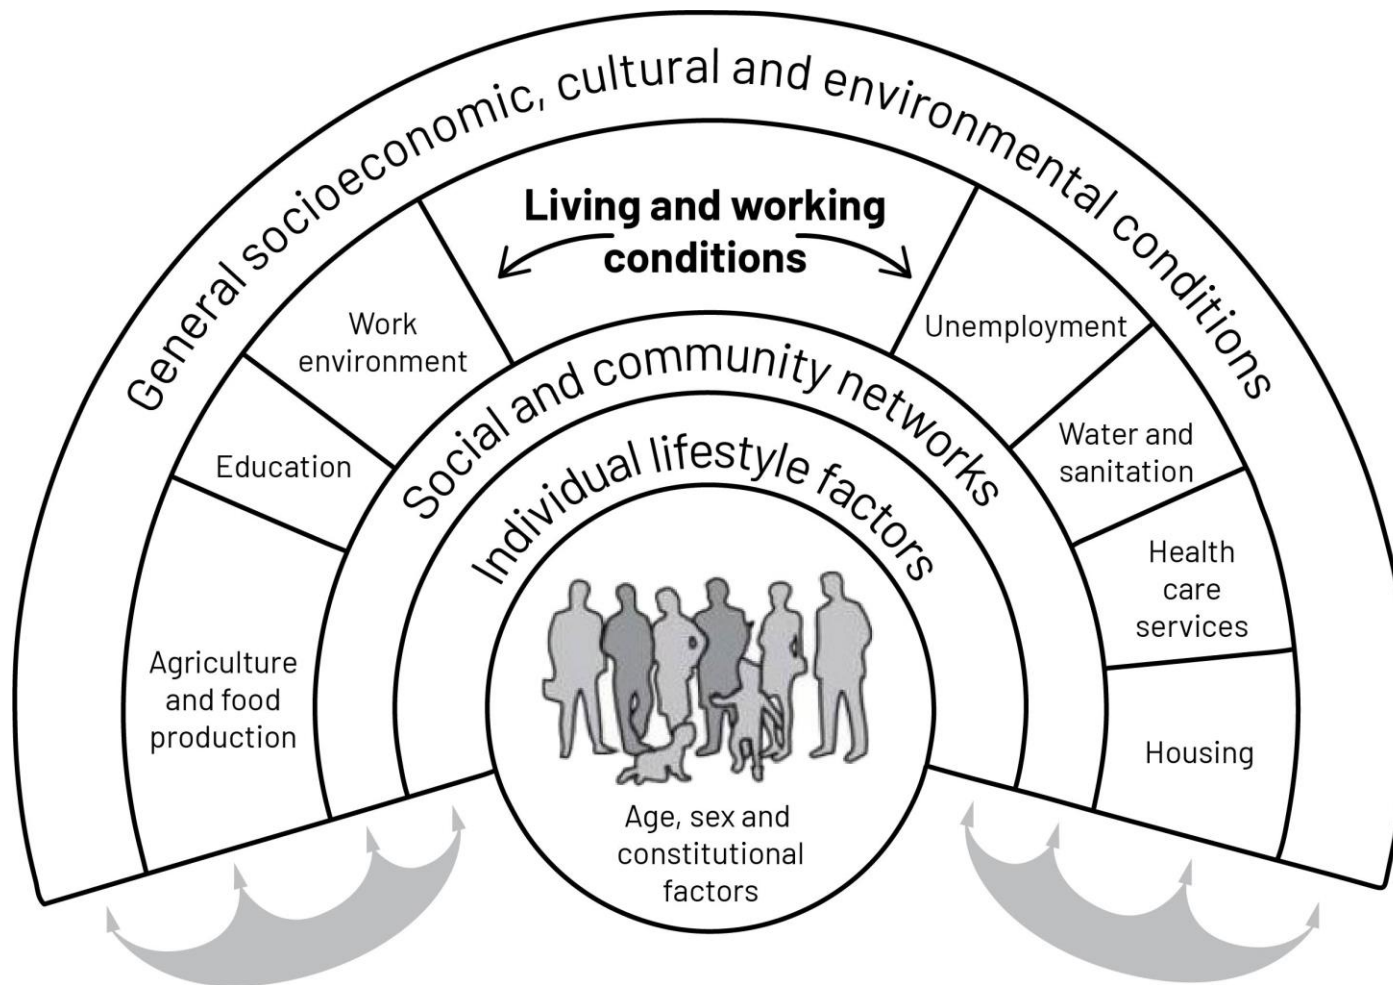 General socioeconomic, cultural and environmental conditions
Living and working
conditions
Work
environment
Unemployment
Education
Water and
sanitation
Agriculture
and food
production
Health
care
services
Housing
Social and community networks
Individual lifestyle factors
Age, sex and
constitutional
factors